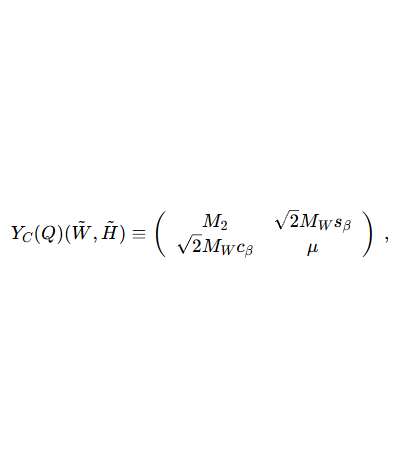 Y_C(Q)(\tilde{W}, \tilde{H}) \equiv \begin{pmatrix} M_2 & \sqrt{2}M_W s_\beta \\ \sqrt{2}M_W c_\beta & \mu \end{pmatrix} ,